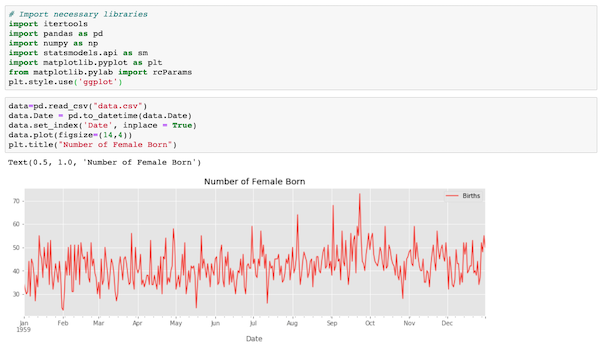 # Import necessary libraries
import itertools
import pandas as pd
import numpy as np
import statsmodels.api as sm
import matplotlib.pyplot as plt
from matplotlib.pylab import rcParams
plt.style.use('ggplot')
data=pd.read_csv("data.csv")
data.Date = pd.to_datetime(data.Date)
data.set_index('Date', inplace = True)
data.plot(figsize=(14,4))
plt.title("Number of Female Born")
Text(0.5, 1.0, 'Number of Female Born')
Number of Female Born
Births
70
60
50
40
30
Jan Feb Mar Apr May Jun Jul Aug Sep Oct Nov Dec
1959
Date